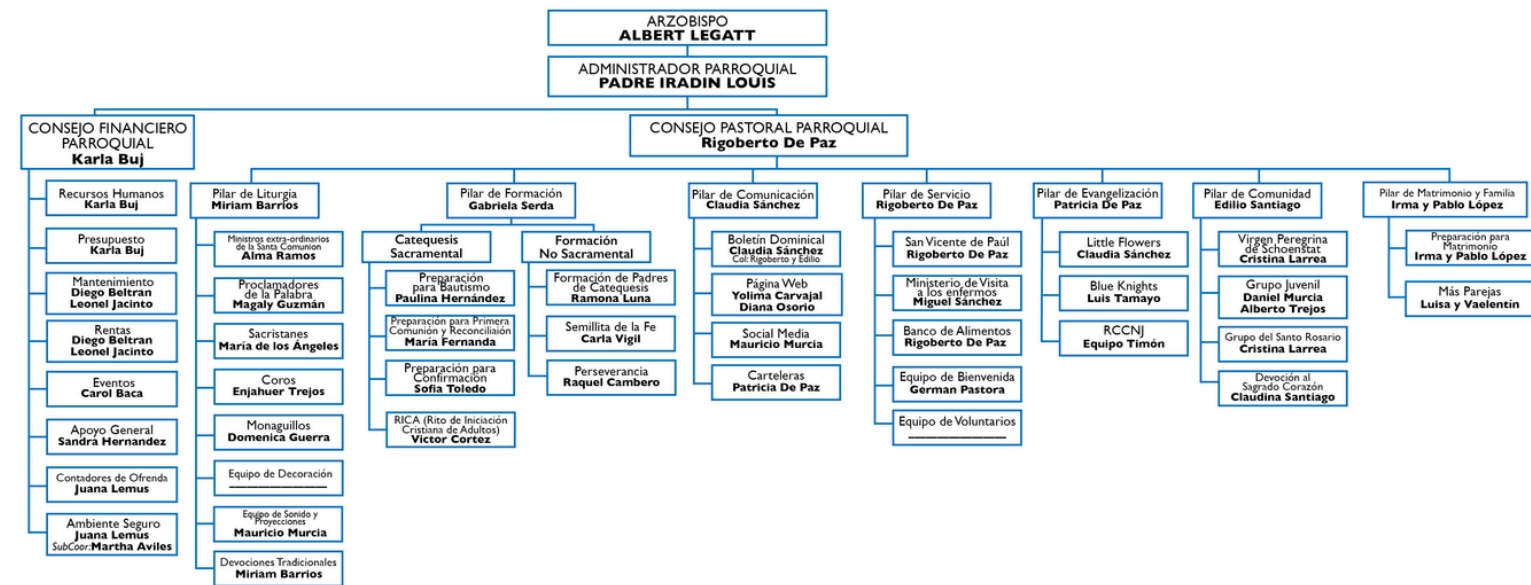 ARZOBISPO
ALBERT LEGATT
ADMINISTRADOR PARROQUIAL
PADRE IRADIN LOUIS
CONSEJO FINANCIERO
PARROQUIAL
Karla Buj
CONSEJO PASTORAL PARROQUIAL
Rigoberto De Paz
Recursos Humanos
Karla Buj
Presupuesto
Karla Buj
Mantenimiento
Diego Beltran
Leonel Jacinto
Rentas
Diego Beltran
Leonel Jacinto
Eventos
Carol Baca
Apoyo General
Sandra Hernandez
Contadores de Ofrenda
Juana Lemus
Ambiente Seguro
Juana Lemus
SubCoor:Martha Aviles
Pilar de Liturgia
Miriam Barrios
Ministros extra-ordinarios
de la Santa Comunion
Alma Ramos
Proclamadores
de la Palabra
Magaly Guzmán
Sacristanes
María de los Ángeles
Coros
Enjahuer Trejos
Monaguillos
Domenica Guerra
Equipo de Decoración
Equipo de Sonido y
Proyecciones
Mauricio Murcia
Devociones Tradicionales
Miriam Barrios
Pilar de Formación
Gabriela Serda
Catequesis
Sacramental
Preparación
para Bautismo
Paulina Hernández
Preparación para Primera
Comunión y Reconciliaión
María Fernanda
Preparación para
Confirmación
Sofia Toledo
RICA (Rito de Iniciación
Cristiana de Adultos)
Victor Cortez
Formación
No Sacramental
Formación de Padres
de Catequesis
Ramona Luna
Semillita de la Fe
Carla Vigil
Perseverancia
Raquel Cambero
Pilar de Comunicación
Claudia Sánchez
Boletín Dominical
Claudia Sánchez
Col: Rigoberto y Edilio
Página Web
Yolima Carvajal
Diana Osorio
Social Media
Mauricio Murcia
Carteleras
Patricia De Paz
Pilar de Servicio
Rigoberto De Paz
San Vicente de Paúl
Rigoberto De Paz
Ministerio de Visita
a los enfermos
Miguel Sánchez
Banco de Alimentos
Rigoberto De Paz
Equipo de Bienvenida
German Pastora
Equipo de Voluntarios
Pilar de Evangelización
Patricia De Paz
Little Flowers
Claudia Sánchez
Blue Knights
Luis Tamayo
RCCNJ
Equipo Timón
Pilar de Comunidad
Edilio Santiago
Virgen Peregrina
de Schoenstat
Cristina Larrea
Grupo Juvenil
Daniel Murcia
Alberto Trejos
Grupo del Santo Rosario
Cristina Larrea
Devoción al
Sagrado Corazón
Claudina Santiago
Pilar de Matrimonio y Familia
Irma y Pablo López
Preparación para
Matrimonio
Irma y Pablo López
Más Parejas
Luisa y Vaelentín